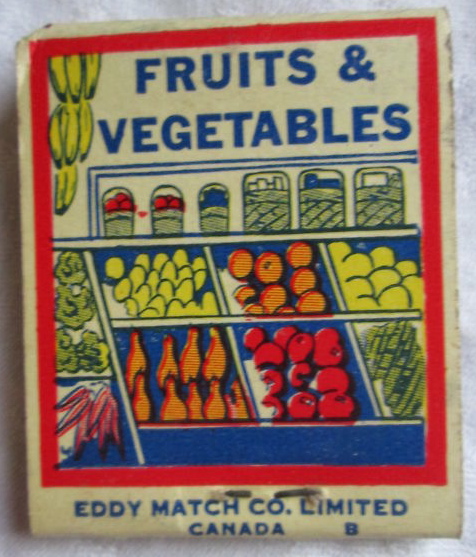 FRUITS &
VEGETABLES
EDDY MATCH CO. LIMITED
CANADA B